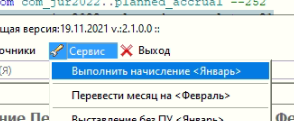 com_jur2022..planned_accrual --252
щая версия:19.11.2021 v.:2.1.0.0 ::
очники Сервис Выход
(Я) Выполнить начисление <Январь>
Перевести месяц на <Февраль>
Выставление без ПУ <Январь>